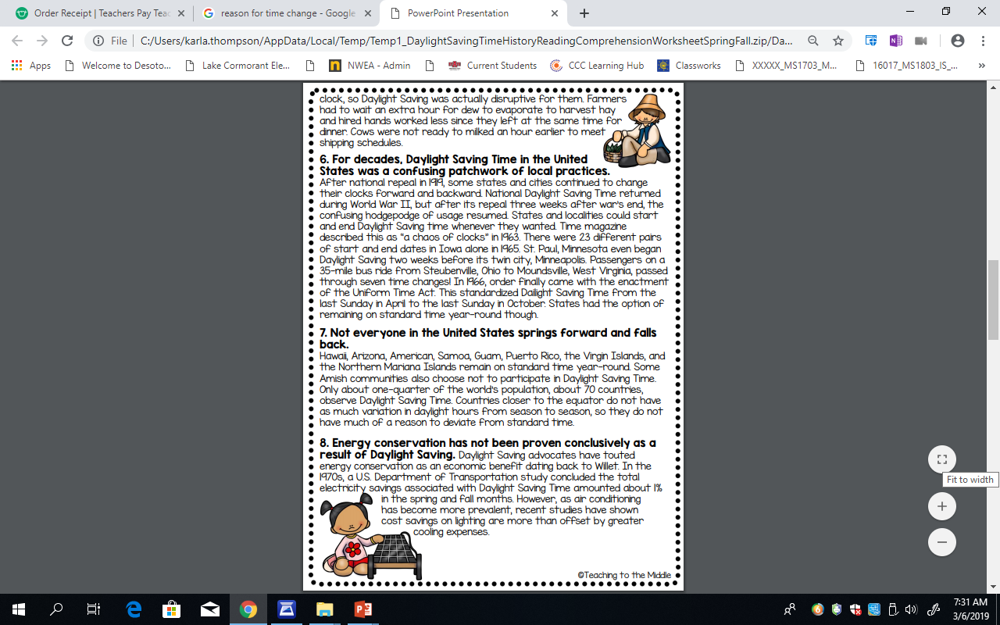 Order Receipt | Teachers Pay Teac
reason for time change - Google
PowerPoint Presentation
File
C:/Users/karla.thompson/AppData/Local/Temp/Temp1_DaylightSavingTimeHistoryReadingComprehensionWorksheetSpringFall.zip/Da...
Apps
Welcome to Desoto...
Lake Cormorant Ele...
NWEA - Admin
Current Students
CCC Learning Hub
Classworks
XXXXX_MS1703_M...
16017_MS1803_IS_...
clock, so Daylight Saving was actually disruptive for them. Farmers
had to wait an extra hour for dew to evaporate to harvest hay
and hired hands worked less since they left at the same time for
dinner. Cows were not ready to milked an hour earlier to meet
shipping schedules.
6. For decades, Daylight Saving Time in the United
States was a confusing patchwork of local practices.
After national repeal in 1919, some states and cities continued to change
their clocks forward and backward. National Daylight Saving Time returned
during World War II, but after its repeal three weeks after war's end, the
confusing hodgepodge of usage resumed. States and localities could start
and end Daylight Saving time whenever they wanted. Time magazine
described this as "a chaos of clocks" in 1963. There were 23 different pairs
of start and end dates in Iowa alone in 1965. St. Paul, Minnesota even began
Daylight Saving two weeks before its twin city, Minneapolis. Passengers on a
35-mile bus ride from Steubenville, Ohio to Moundsville, West Virginia, passed
through seven time changes! In 1966, order finally came with the enactment
of the Uniform Time Act. This standardized Dailight Saving Time from the
last Sunday in April to the last Sunday in October. States had the option of
remaining on standard time year-round though.
7. Not everyone in the United States springs forward and falls
back.
Hawaii, Arizona, American, Samoa, Guam, Puerto Rico, the Virgin Islands, and
the Northern Mariana Islands remain on standard time year-round. Some
Amish communities also choose not to participate in Daylight Saving Time.
Only about one-quarter of the world's population, about 70 countries,
observe Daylight Saving Time. Countries closer to the equator do not have
as much variation in daylight hours from season to season, so they do not
have much of a reason to deviate from standard time.
8. Energy conservation has not been proven conclusively as a
result of Daylight Saving. Daylight Saving advocates have touted
energy conservation as an economic benefit dating back to Willet. In the
1970s, a U.S. Department of Transportation study concluded the total
electricity savings associated with Daylight Saving Time amounted about 1%
in the spring and fall months. However, as air conditioning
has become more prevalent, recent studies have shown
cost savings on lighting are more than offset by greater
cooling expenses.
©Teaching to the Middle
Fit to width
7:31 AM
3/6/2019